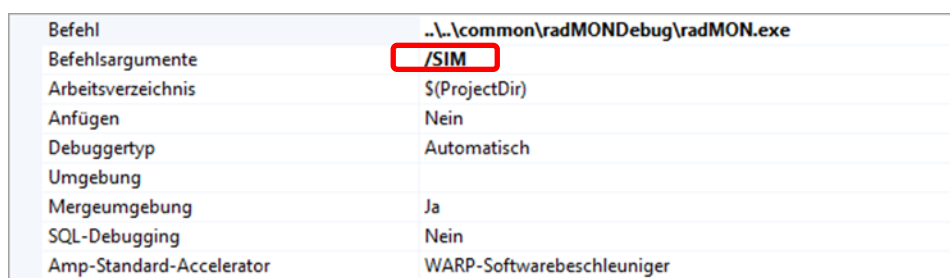 Befehl ..\..\common\radMONDebug\radMON.exe
Befehlsargumente /SIM
Arbeitsverzeichnis $(ProjectDir)
Anfügen Nein
Debuggertyp Automatisch
Umgebung
Mergeumgebung Ja
SQL-Debugging Nein
Amp-Standard-Accelerator WARP-Softwarebeschleuniger